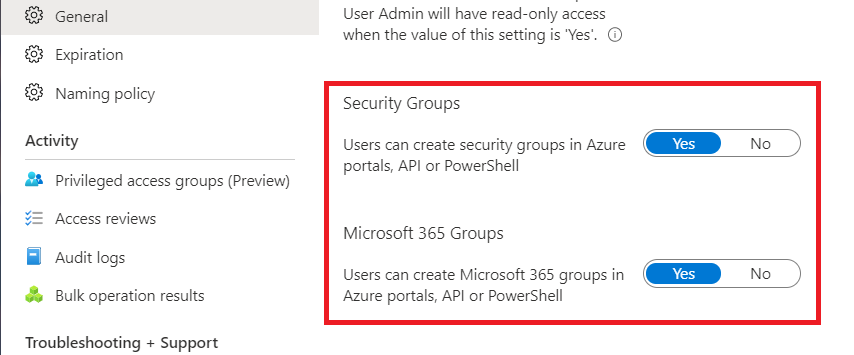 General
Expiration
Naming policy
Activity
Privileged access groups (Preview)
Access reviews
Audit logs
Bulk operation results
Troubleshooting + Support
User Admin will have read-only access
when the value of this setting is 'Yes'.
Security Groups
Users can create security groups in Azure
portals, API or PowerShell
Yes No
Microsoft 365 Groups
Users can create Microsoft 365 groups in
Azure portals, API or PowerShell
Yes No